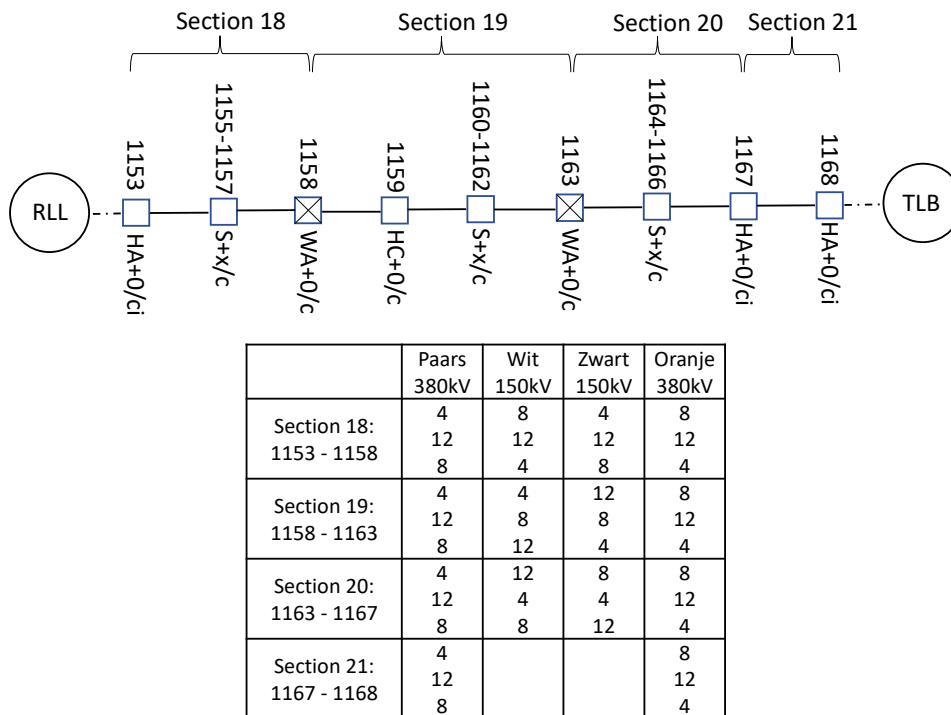 Section 18
Section 19
Section 20
Section 21
1153
1155-1157
1158
1159
1160-1162
1163
1164-1166
1167
1168
RLL
TLB
HA+0/ci
S+x/c
WA+0/c
HC+0/c
S+x/c
WA+0/c
S+x/c
HA+0/ci
HA+0/ci
Paars Wit Zwart Oranje
380kV 150kV 150kV 380kV
Section 18:
1153 - 1158
4 8 4 8
12 12 12 12
8 4 8 4
Section 19:
1158 - 1163
4 4 12 8
12 8 8 12
8 12 4 4
Section 20:
1163 - 1167
4 12 8 8
12 4 4 12
8 8 12 4
Section 21:
1167 - 1168
4 8
12 12
8 4